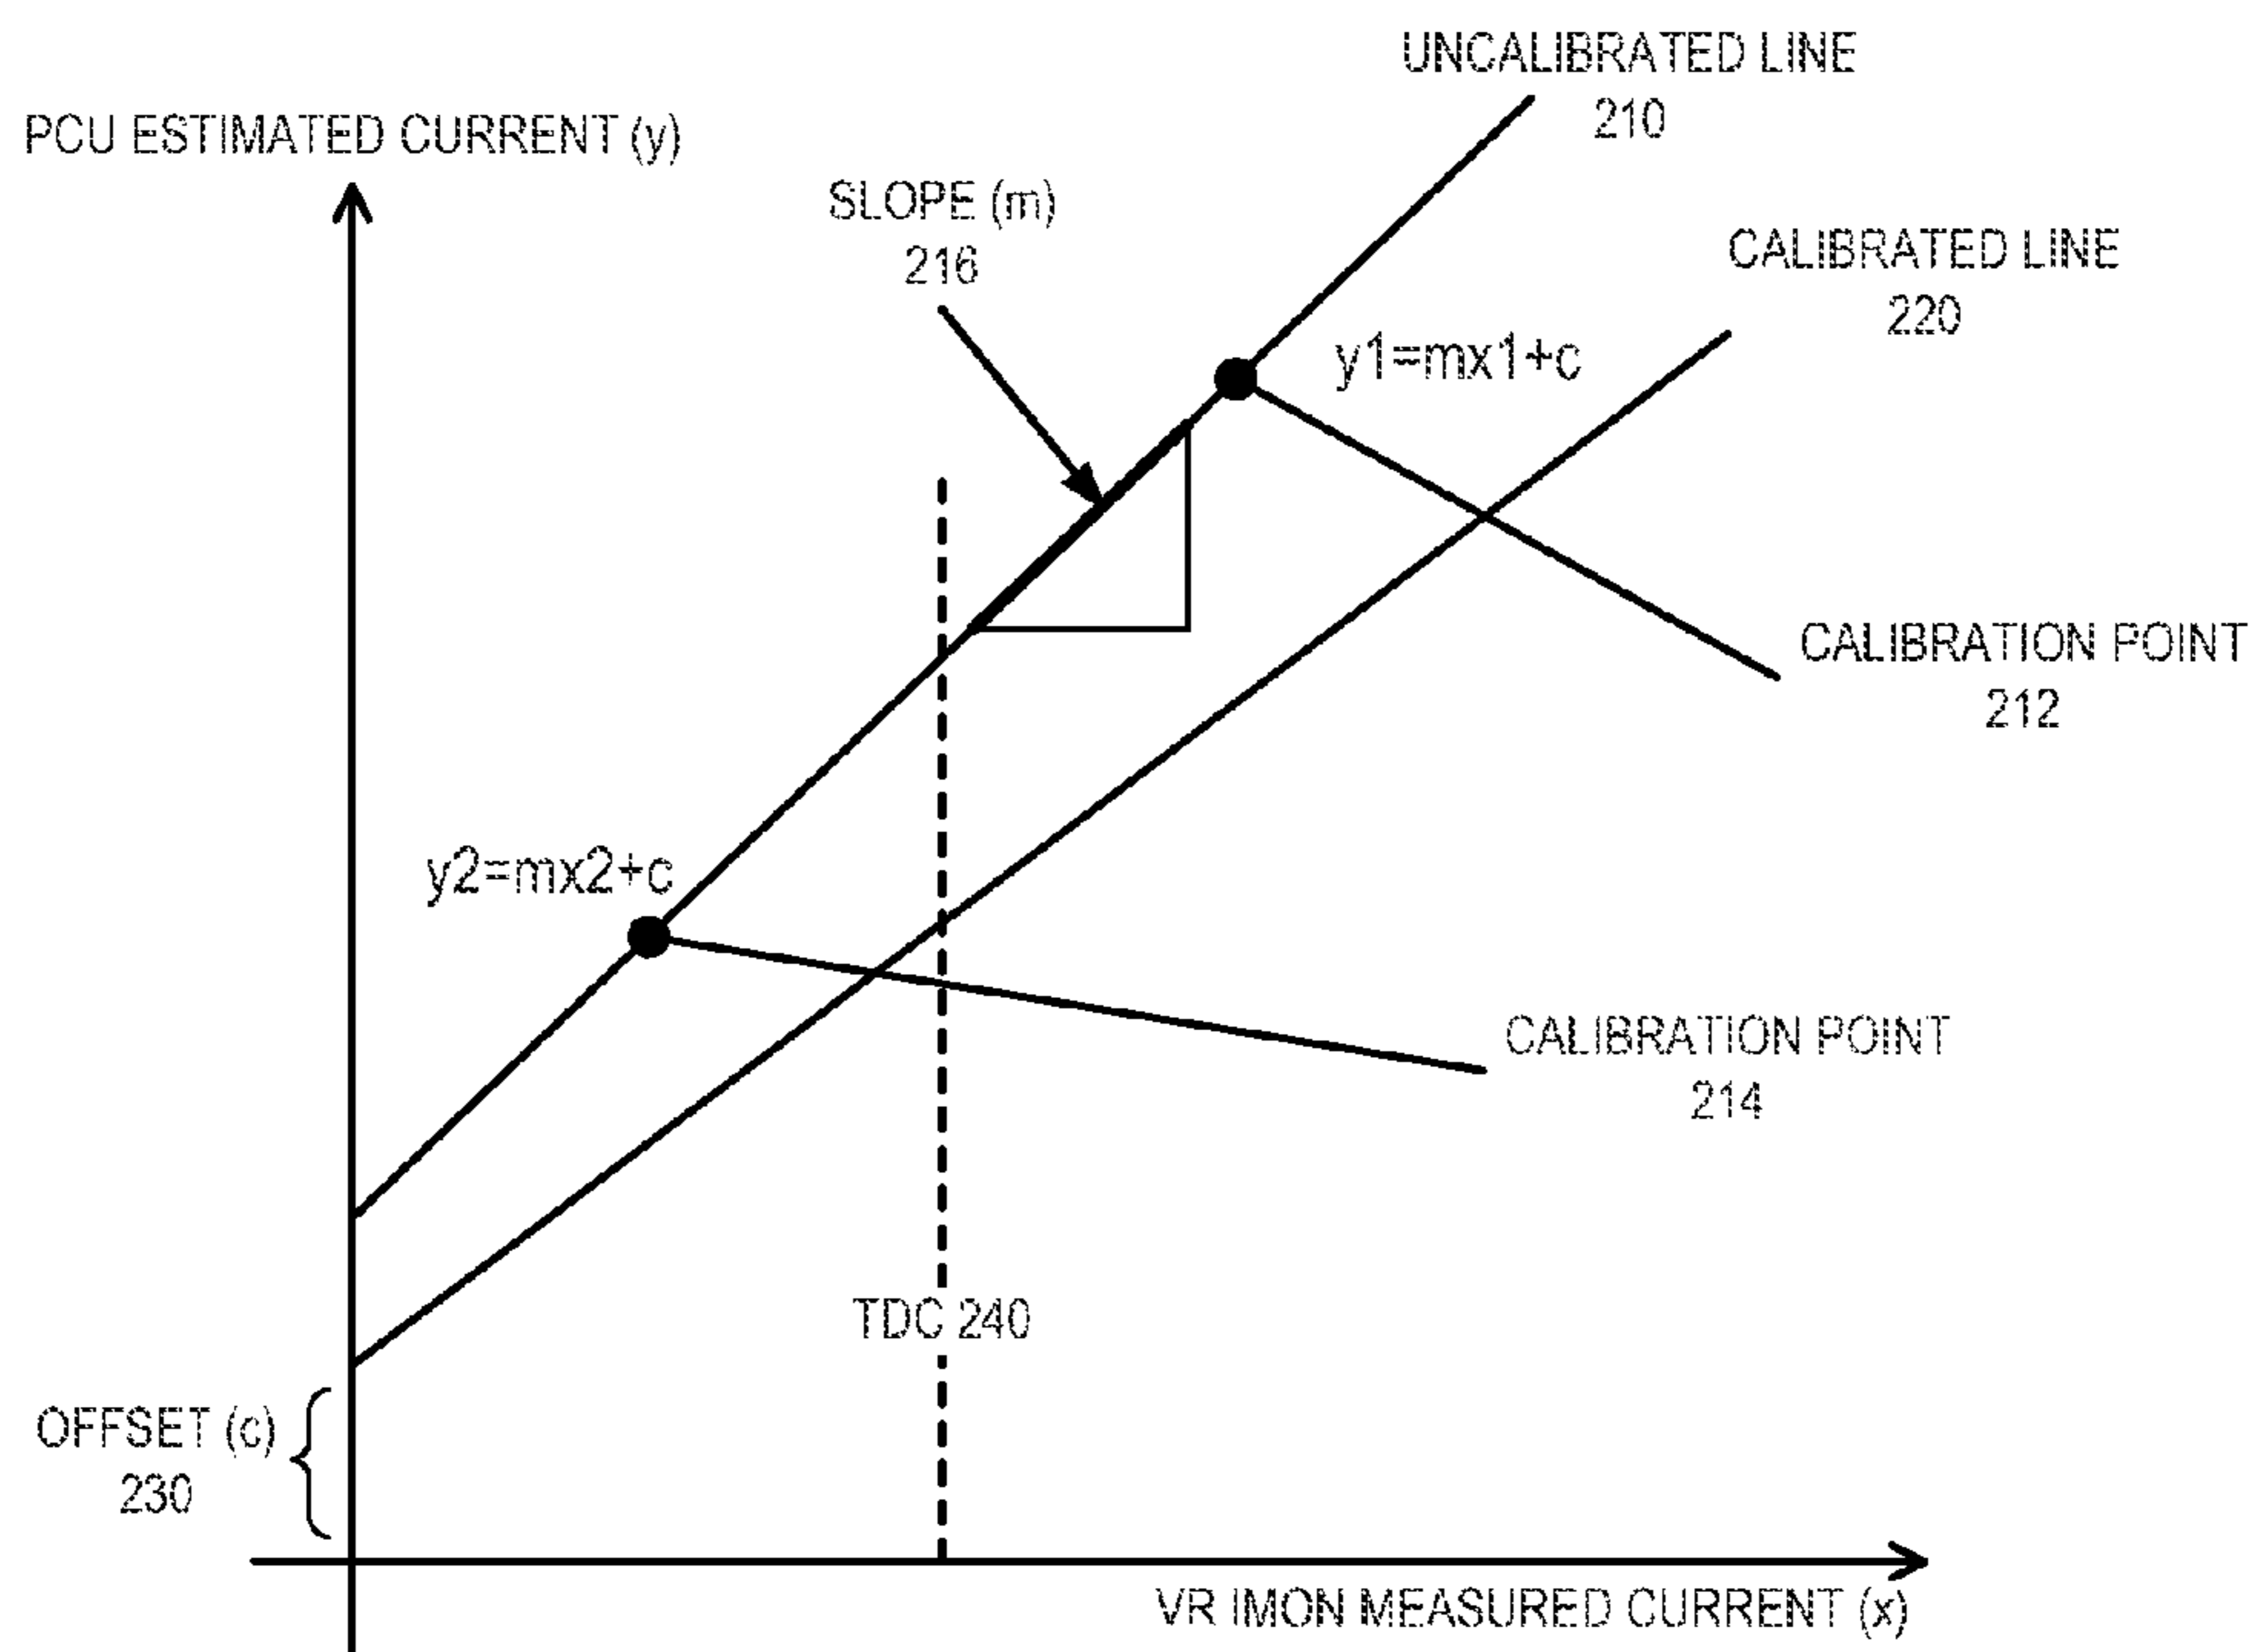 UNCALIBRATED LINE
210
PCU ESTIMATED CURRENT (y)
SLOPE (m)
216
CALIBRATED LINE
220
y1=mx1+c
CALIBRATION POINT
212
y2=mx2+c
CALIBRATION POINT
214
TDC 240
OFFSET (c)
230
VR IMON MEASURED CURRENT (x)